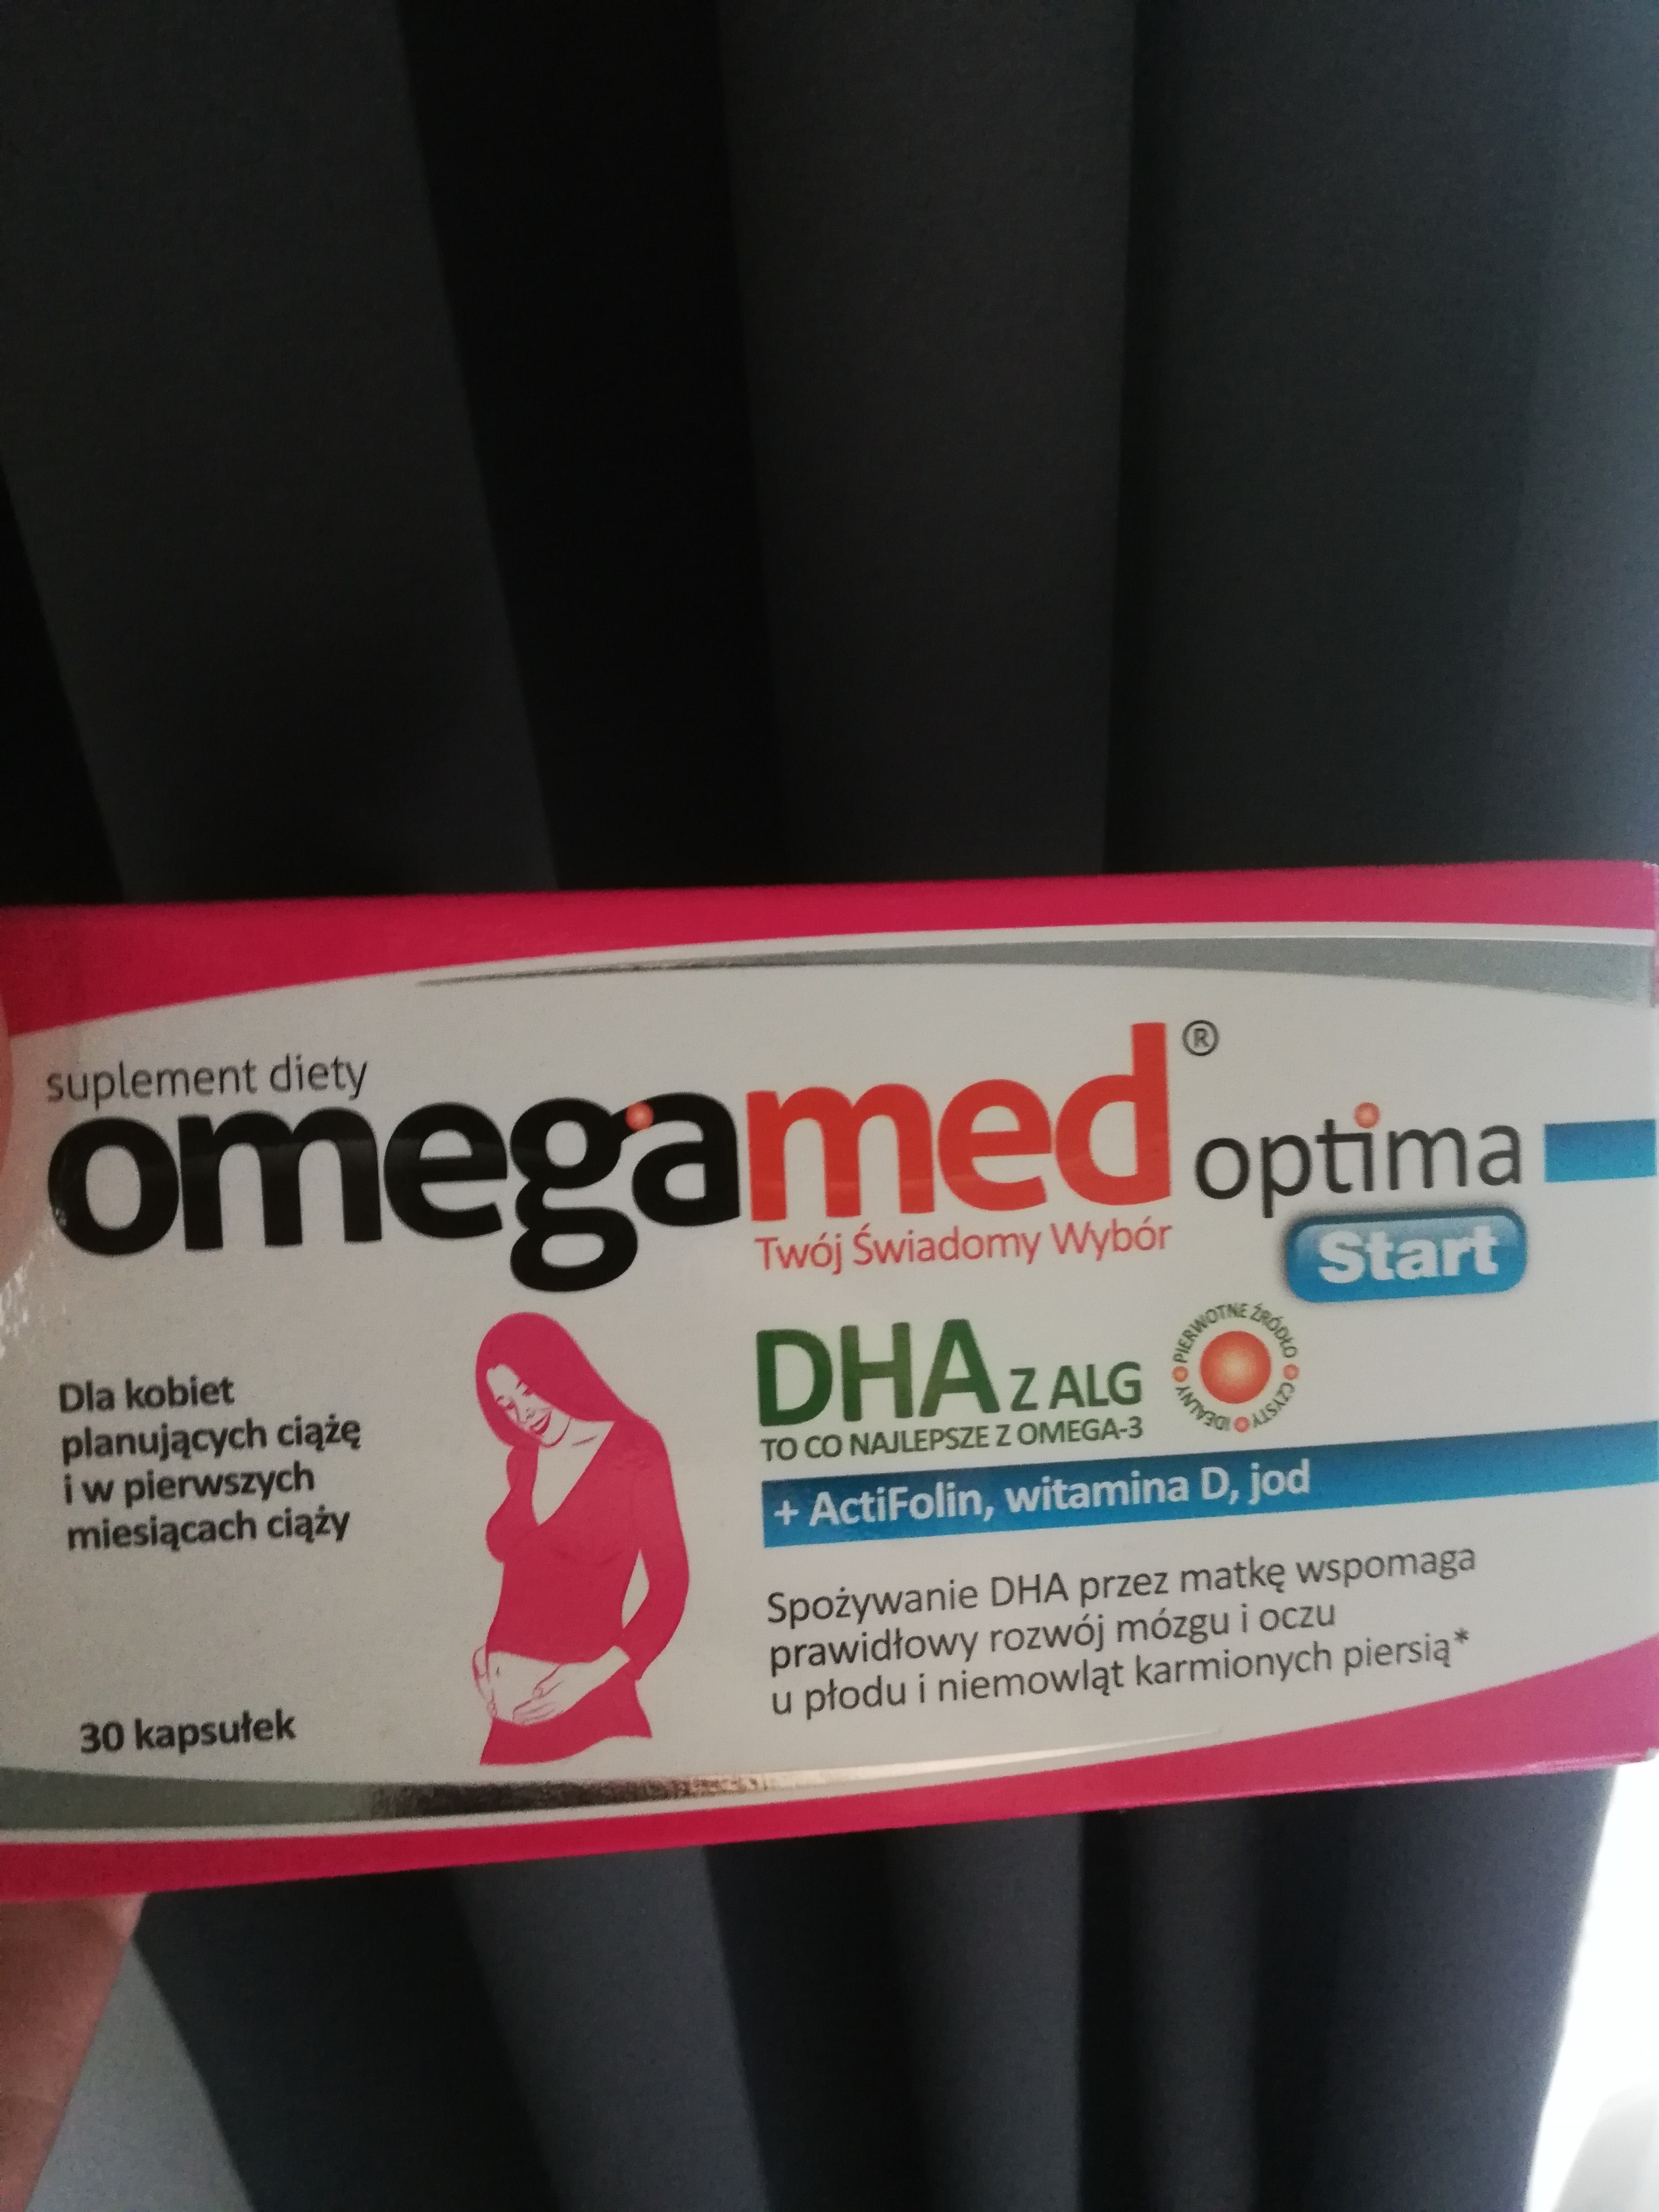 suplement diety
omegamed®
optima
Twój Świadomy Wybór
Start
DHA Z ALG
TO CO NAJLEPSZE Z OMEGA-3
PIERWOTNE ŹRÓDŁO CZYSTY IDEALNY
+ ActiFolin, witamina D, jod
Dla kobiet
planujących ciążę
i w pierwszych
miesiącach ciąży
Spożywanie DHA przez matkę wspomaga
prawidłowy rozwój mózgu i oczu
u płodu i niemowląt karmionych piersią*
30 kapsułek